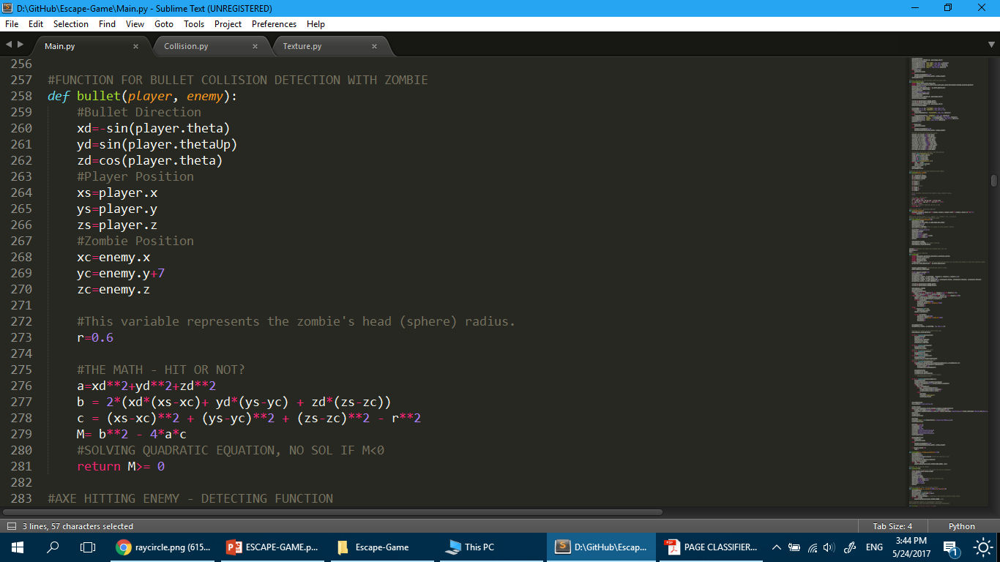 D:\GitHub\Escape-Game\Main.py - Sublime Text (UNREGISTERED)
File Edit Selection Find View Goto Tools Project Preferences Help
Main.py × Collision.py × Texture.py ×
256
257 #FUNCTION FOR BULLET COLLISION DETECTION WITH ZOMBIE
258 def bullet(player, enemy):
259 #Bullet Direction
260 xd=-sin(player.theta)
261 yd=sin(player.thetaUp)
262 zd=cos(player.theta)
263 #Player Position
264 xs=player.x
265 ys=player.y
266 zs=player.z
267 #Zombie Position
268 xc=enemy.x
269 yc=enemy.y+7
270 zc=enemy.z
271
272 #This variable represents the zombie's head (sphere) radius.
273 r=0.6
274
275 #THE MATH - HIT OR NOT?
276 a=xd**2+yd**2+zd**2
277 b = 2*(xd*(xs-xc)+ yd*(ys-yc) + zd*(zs-zc))
278 c = (xs-xc)**2 + (ys-yc)**2 + (zs-zc)**2 - r**2
279 M= b**2 - 4*a*c
280 #SOLVING QUADRATIC EQUATION, NO SOL IF M<0
281 return M>= 0
282
283 #AXE HITTING ENEMY - DETECTING FUNCTION
3 lines, 57 characters selected Tab Size: 4 Python
raycircle.png (615... ESCAPE-GAME.p... Escape-Game This PC D:\GitHub\Escap... PAGE CLASSIFIER... ENG 3:44 PM
5/24/2017 1